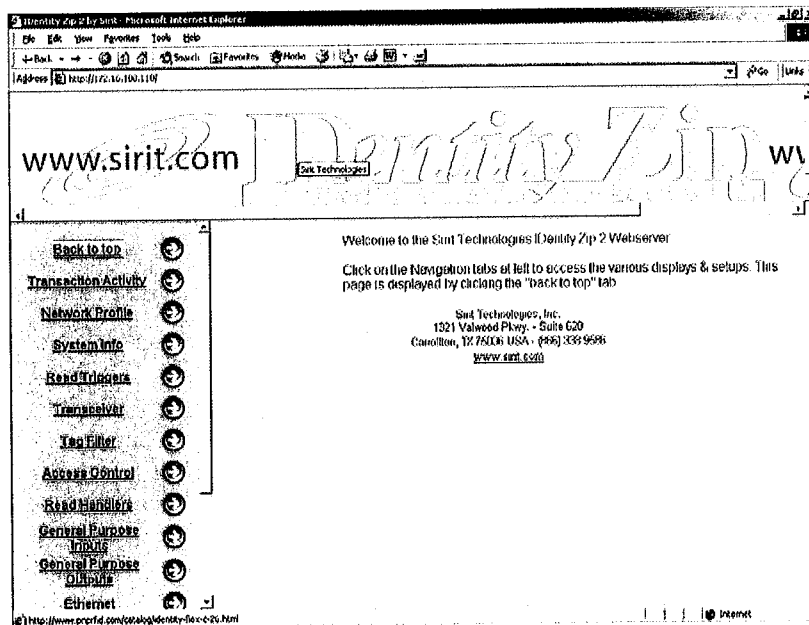 IDentity Zip 2 by Sirit - Microsoft Internet Explorer
File Edit View Favorites Tools Help
Back Search Favorites Media
Address http://172.16.100.110/ Go Links
www.sirit.com IDentity Zip
Sirit Technologies
Back to top
Transaction Activity
Network Profile
System Info
Read Triggers
Transceiver
Tag Filter
Access Control
Read Handlers
General Purpose
Inputs
General Purpose
Outputs
Ethernet
Welcome to the Sirit Technologies IDentity Zip 2 Webserver
Click on the Navigation tabs at left to access the various displays & setups. This
page is displayed by clicking the "back to top" tab
Sirit Technologies, Inc.
1321 Valwood Pkwy. - Suite 620
Carrollton, TX 75006 USA - (866) 338-9586
www.sirit.com
Internet